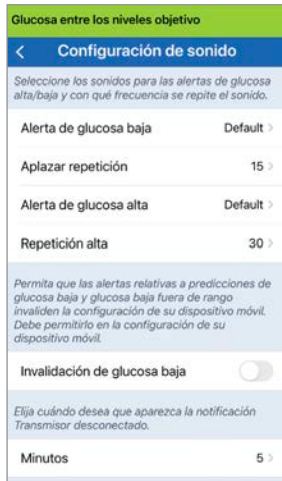 Glucosa entre los niveles objetivo
Configuración de sonido
Seleccione los sonidos para las alertas de glucosa
alta/baja y con qué frecuencia se repite el sonido.
Alerta de glucosa baja Default
Aplazar repetición 15
Alerta de glucosa alta Default
Repetición alta 30
Permita que las alertas relativas a predicciones de
glucosa baja y glucosa baja fuera de rango
invaliden la configuración de su dispositivo móvil.
Debe permitirlo en la configuración de su
dispositivo móvil.
Invalidación de glucosa baja
Elija cuándo desea que aparezca la notificación
Transmisor desconectado.
Minutos 5